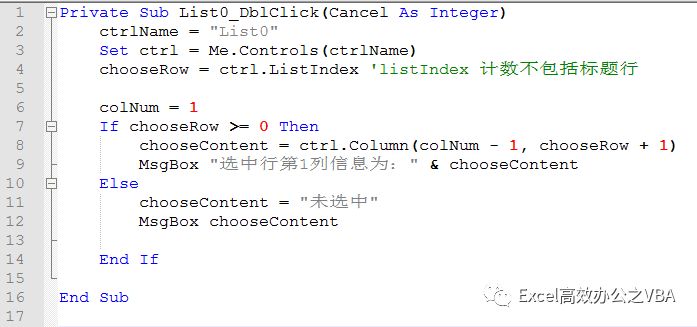 1 Private Sub List0_DblClick(Cancel As Integer)
2 ctrlName = "List0"
3 Set ctrl = Me.Controls(ctrlName)
4 chooseRow = ctrl.ListIndex 'listIndex 计数不包括标题行
5
6 colNum = 1
7 If chooseRow >= 0 Then
8 chooseContent = ctrl.Column(colNum - 1, chooseRow + 1)
9 MsgBox "选中行第1列信息为：" & chooseContent
10 Else
11 chooseContent = "未选中"
12 MsgBox chooseContent
13
14 End If
15
16 End Sub
17
Excel高效办公之VBA